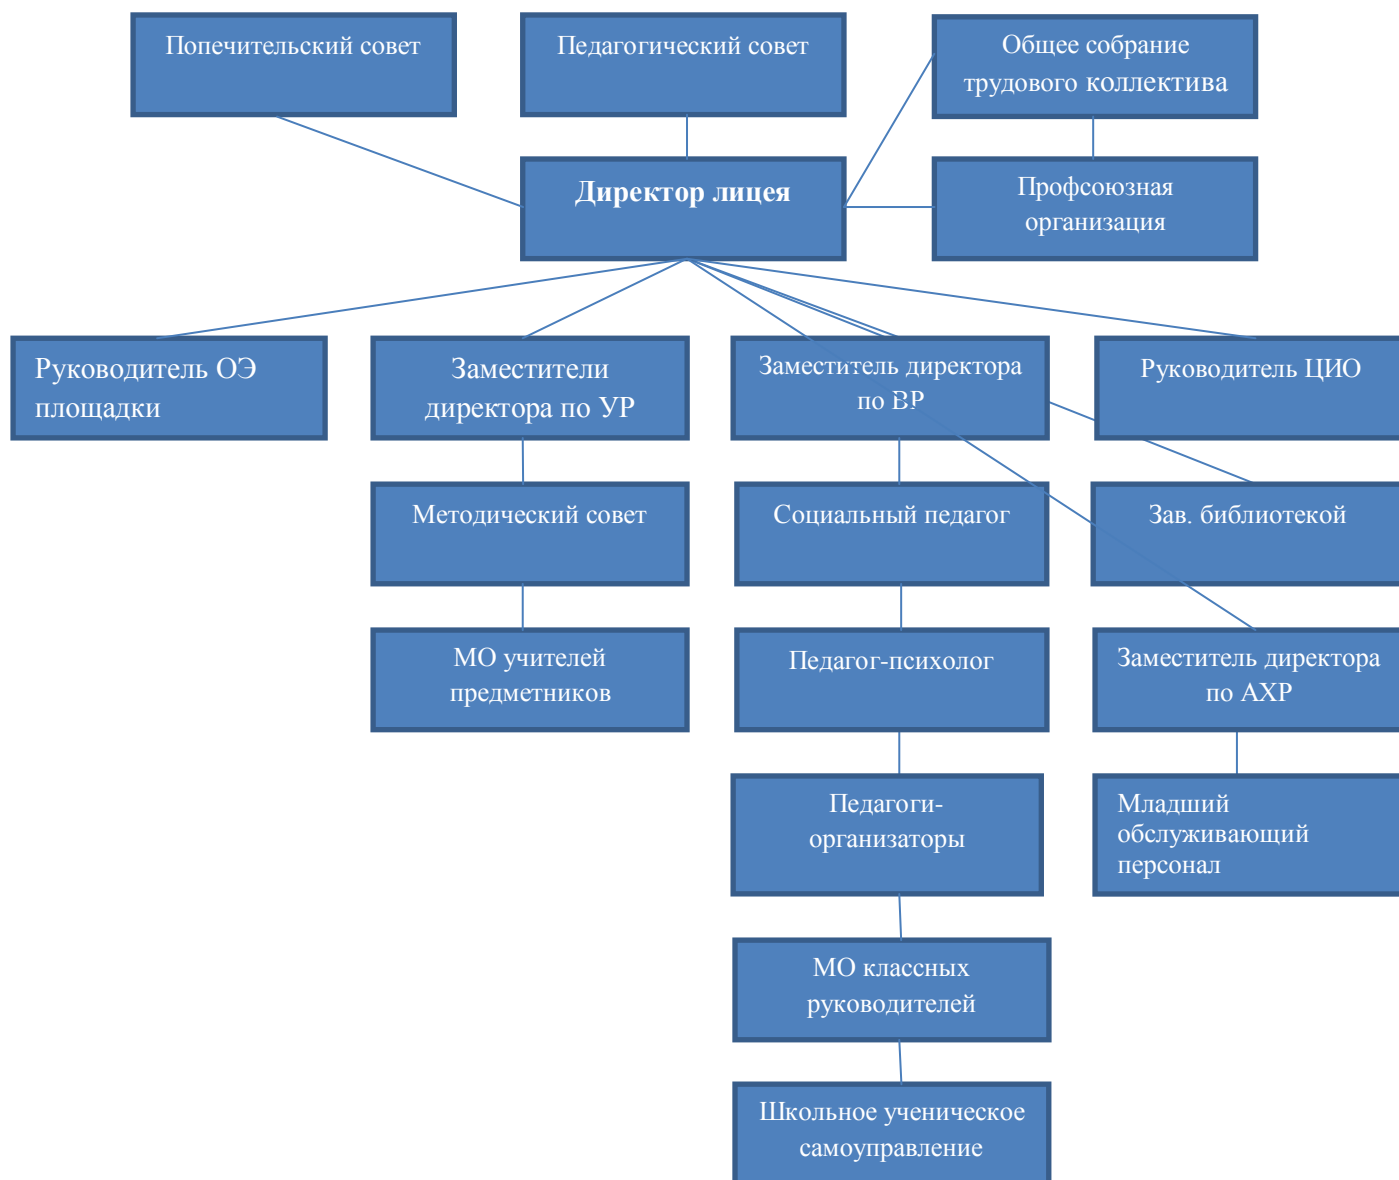 Попечительский совет
Педагогический совет
Общее собрание
трудового коллектива
Директор лицея
Профсоюзная
организация
Руководитель ОЭ
площадки
Заместители
директора по УР
Заместитель директора
по ВР
Руководитель ЦИО
Методический совет
Социальный педагог
Зав. библиотекой
МО учителей
предметников
Педагог-психолог
Заместитель директора
по АХР
Педагоги-
организаторы
Младший
обслуживающий
персонал
МО классных
руководителей
Школьное ученическое
самоуправление